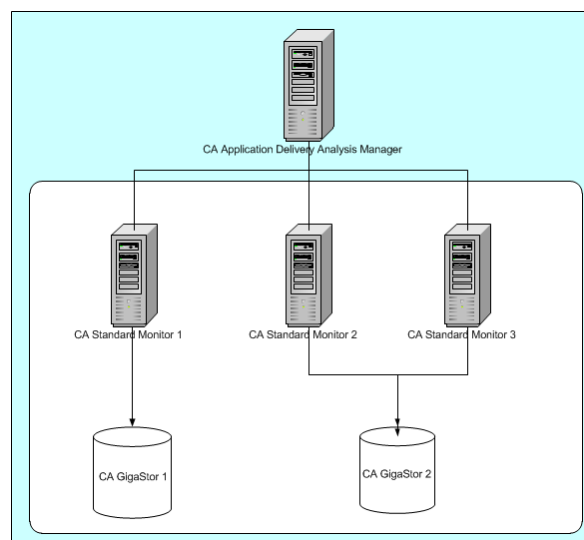 CA Application Delivery Analysis Manager
CA Standard Monitor 1
CA Standard Monitor 2
CA Standard Monitor 3
CA GigaStor 1
CA GigaStor 2